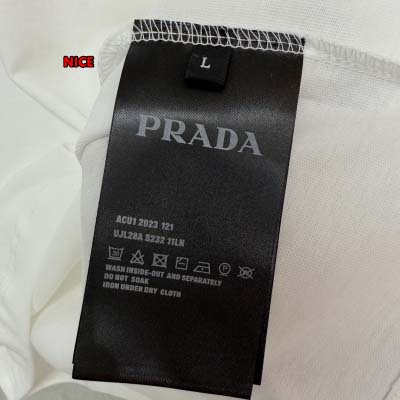 NICE
L
PRADA
ACU1 2023 121
UJL28A S232 11LN
30
P
WASH INSIDE-OUT AND SEPARATELY
DO NOT SOAK
IRON UNDER DRY CLOTH